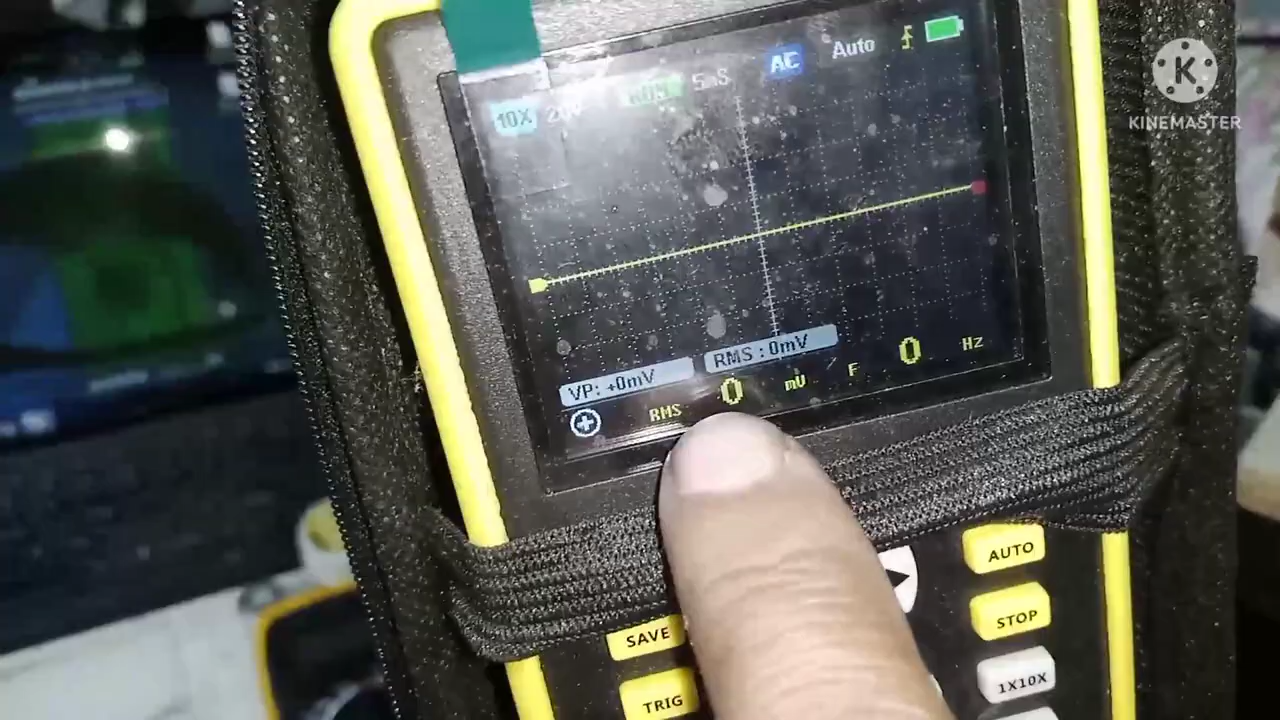 10X AC Auto
VP: +0mV RMS : 0mV
RMS 0 mV F 0 Hz
AUTO
SAVE STOP
TRIG 1X10X
K
KINEMASTER